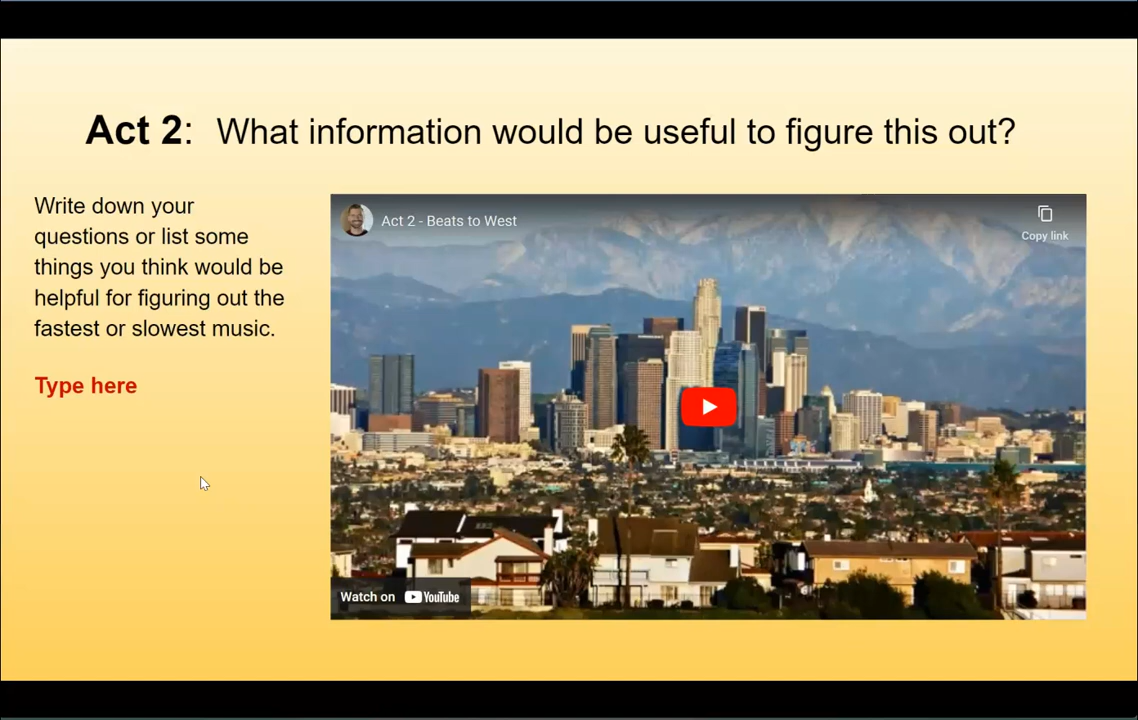 Act 2: What information would be useful to figure this out?
Write down your
questions or list some
things you think would be
helpful for figuring out the
fastest or slowest music.
Type here
Act 2 - Beats to West
Copy link
Watch on YouTube